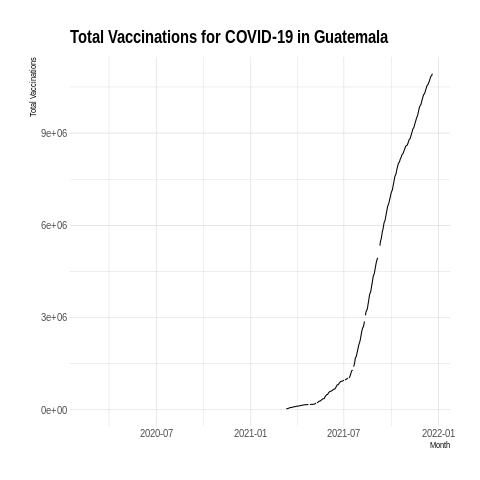 Total Vaccinations for COVID-19 in Guatemala
Total Vaccinations
9e+06
6e+06
3e+06
0e+00
2020-07 2021-01 2021-07 2022-01
Month